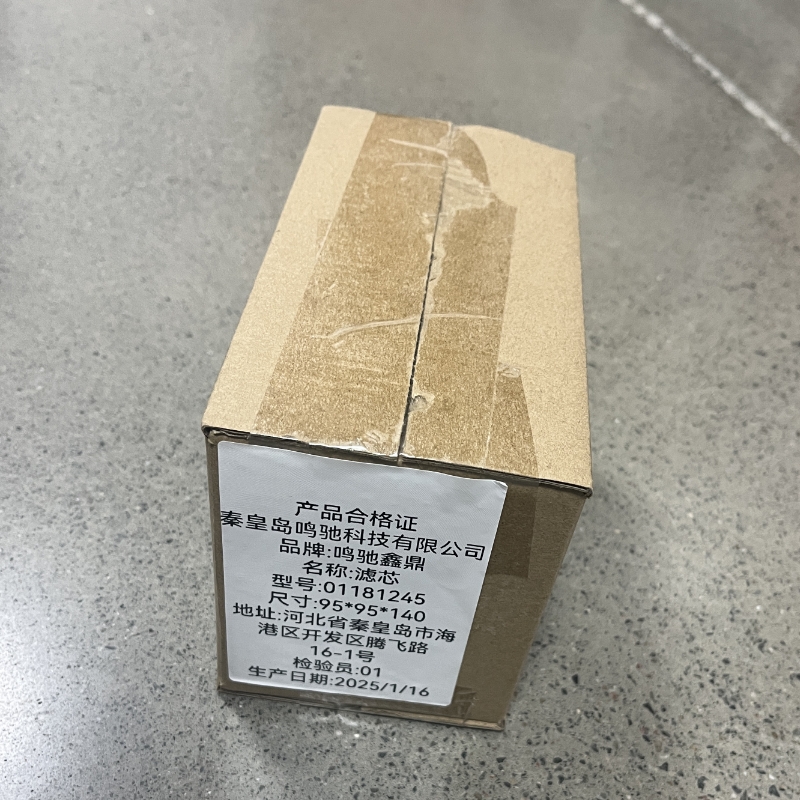 产品合格证
秦皇岛鸣驰科技有限公司
品牌:鸣驰鑫鼎
名称:滤芯
型号:01181245
尺寸:95*95*140
地址:河北省秦皇岛市海
港区开发区腾飞路
16-1号
检验员:01
生产日期:2025/1/16